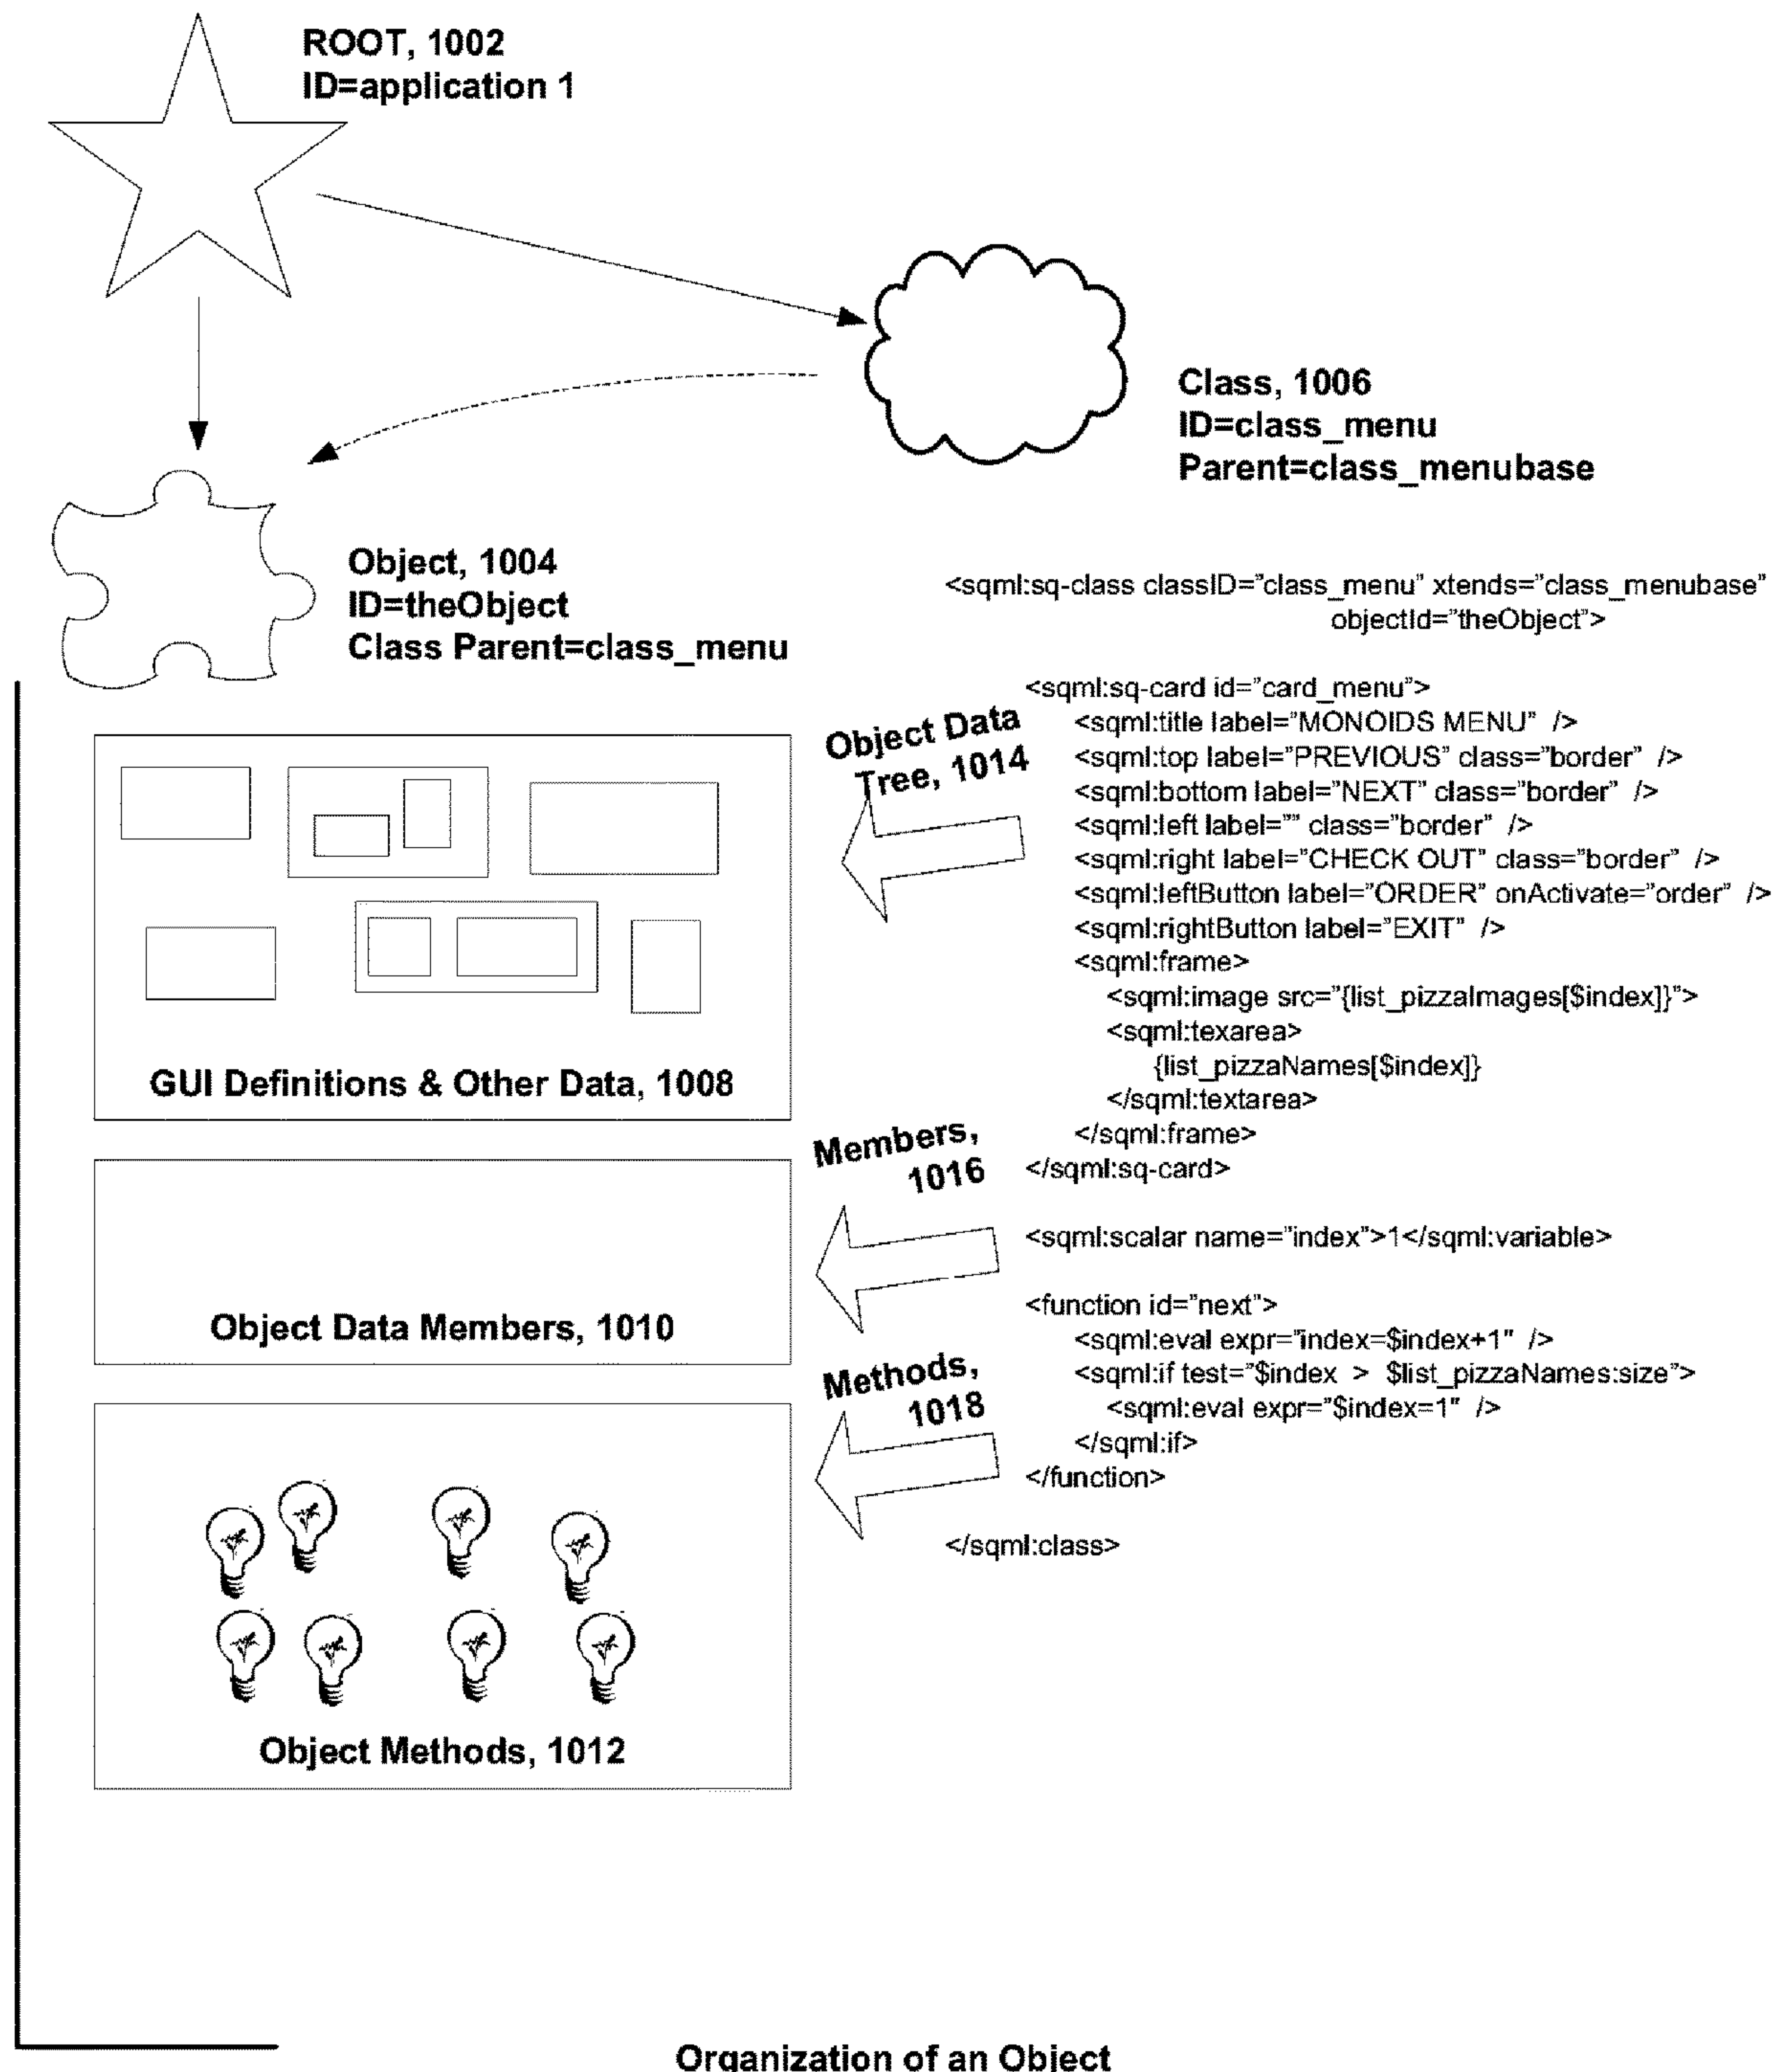 ROOT, 1002
ID=application 1
Class, 1006
ID=class_menu
Parent=class_menubase
Object, 1004
ID=theObject
Class Parent=class_menu
<sqml:sq-class classID="class_menu" xtends="class_menubase"
objectId="theObject">
<sqml:sq-card id="card_menu">
<sqml:title label="MONOIDS MENU" />
<sqml:top label="PREVIOUS" class="border" />
<sqml:bottom label="NEXT" class="border" />
<sqml:left label="" class="border" />
<sqml:right label="CHECK OUT" class="border" />
<sqml:leftButton label="ORDER" onActivate="order" />
<sqml:rightButton label="EXIT" />
<sqml:frame>
<sqml:image src="{list_pizzaImages[$index]}">
<sqml:texarea>
{list_pizzaNames[$index]}
</sqml:textarea>
</sqml:frame>
</sqml:sq-card>
<sqml:scalar name="index">1</sqml:variable>
<function id="next">
<sqml:eval expr="index=$index+1" />
<sqml:if test="$index > $list_pizzaNames:size">
<sqml:eval expr="$index=1" />
</sqml:if>
</function>
</sqml:class>
Object Data
Tree, 1014
GUI Definitions & Other Data, 1008
Members,
1016
Object Data Members, 1010
Methods,
1018
Object Methods, 1012
Organization of an Object